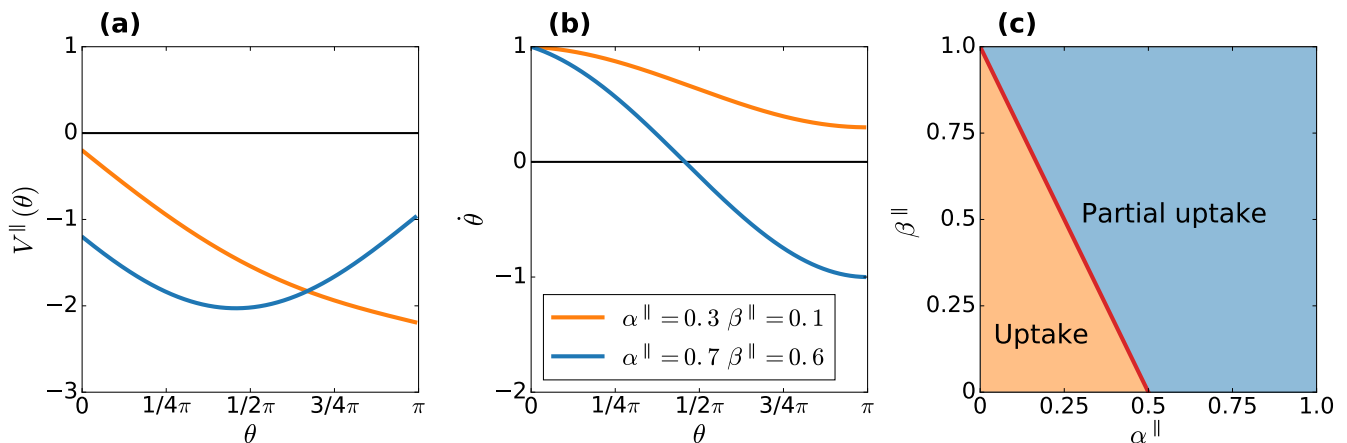 (a)
1
0
−1
−2
−3
V∥(θ)
0
1/4π
1/2π
3/4π
π
θ
(b)
1
0
−1
−2
θ̇
0
1/4π
1/2π
3/4π
π
θ
α∥=0.3 β∥=0.1
α∥=0.7 β∥=0.6
(c)
1.0
0.75
0.5
0.25
0
β∥
Partial uptake
Uptake
0
0.25
0.5
0.75
1.0
α∥